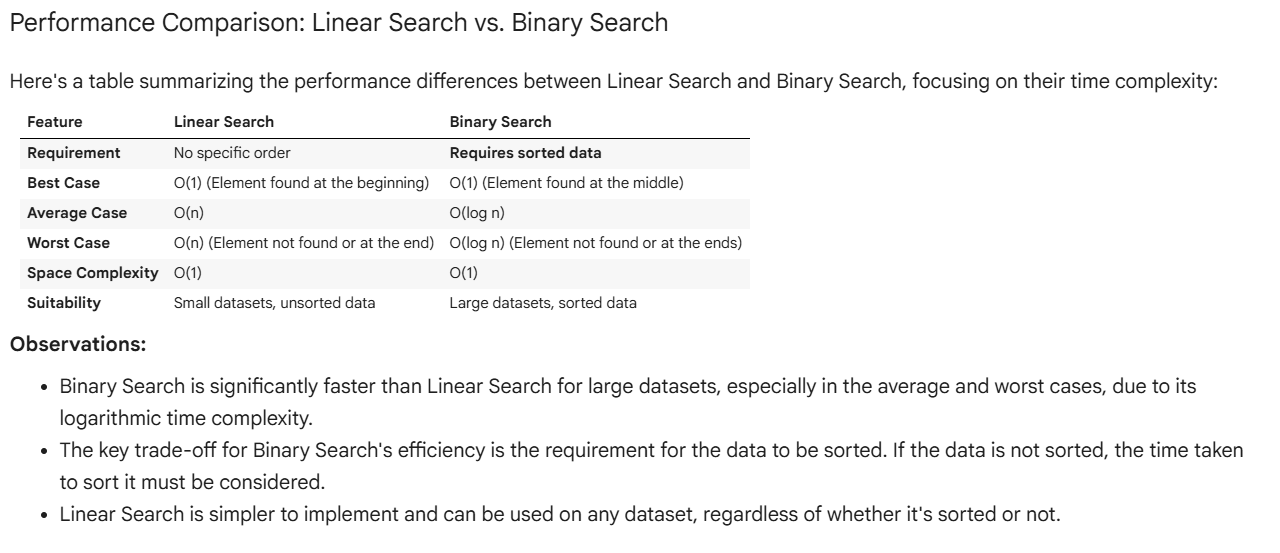 Performance Comparison: Linear Search vs. Binary Search
Here's a table summarizing the performance differences between Linear Search and Binary Search, focusing on their time complexity:
Feature Linear Search Binary Search
Requirement No specific order Requires sorted data
Best Case O(1) (Element found at the beginning) O(1) (Element found at the middle)
Average Case O(n) O(log n)
Worst Case O(n) (Element not found or at the end) O(log n) (Element not found or at the ends)
Space Complexity O(1) O(1)
Suitability Small datasets, unsorted data Large datasets, sorted data
Observations:
• Binary Search is significantly faster than Linear Search for large datasets, especially in the average and worst cases, due to its
logarithmic time complexity.
• The key trade-off for Binary Search's efficiency is the requirement for the data to be sorted. If the data is not sorted, the time taken
to sort it must be considered.
• Linear Search is simpler to implement and can be used on any dataset, regardless of whether it's sorted or not.